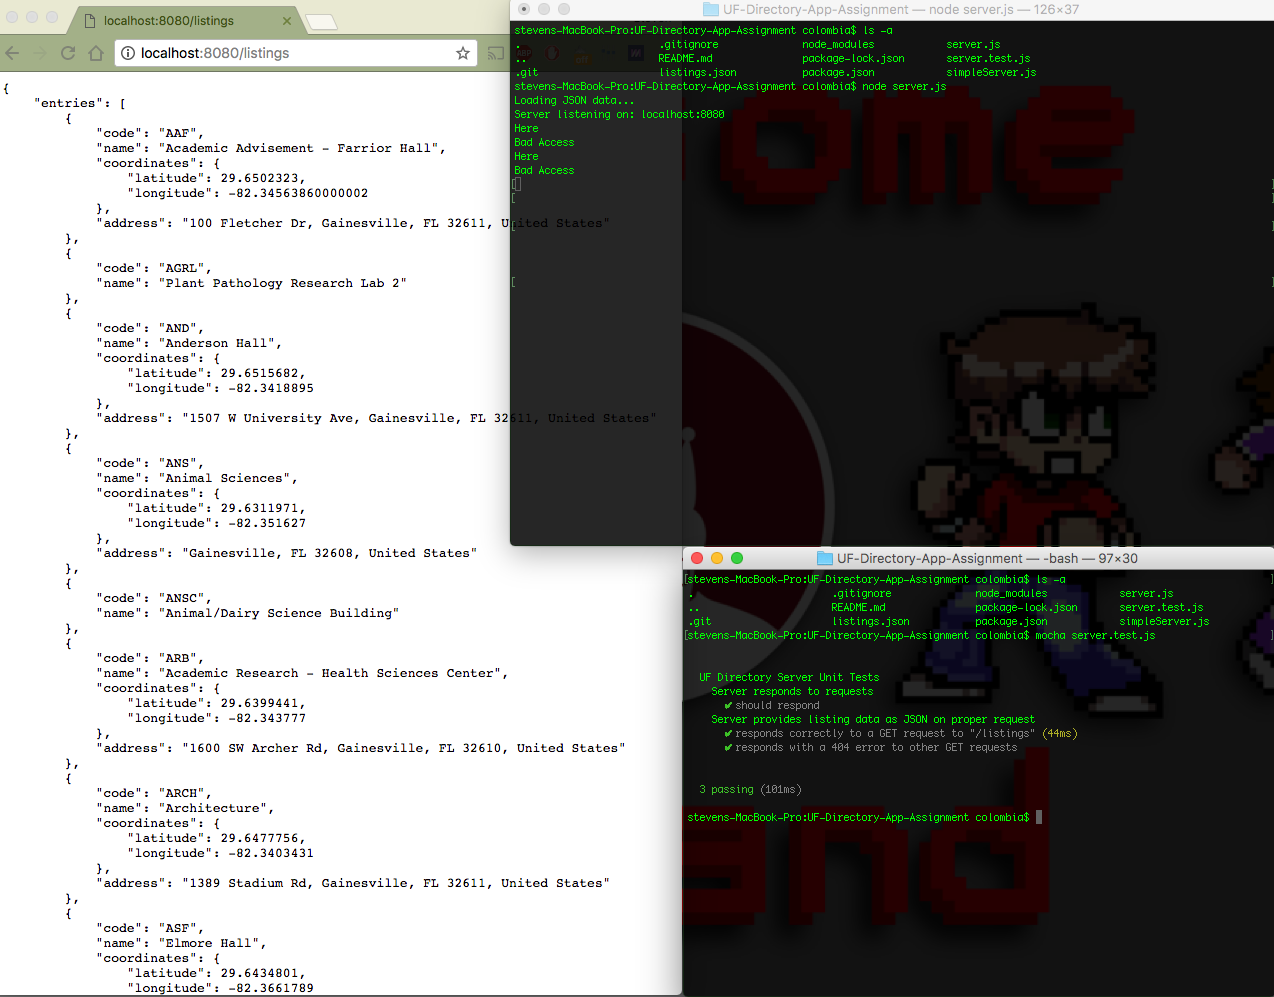 localhost:8080/listings
localhost:8080/listings
{
    "entries": [
        {
            "code": "AAF",
            "name": "Academic Advisement - Farrior Hall",
            "coordinates": {
                "latitude": 29.6502323,
                "longitude": -82.34563860000002
            },
            "address": "100 Fletcher Dr, Gainesville, FL 32611, United States"
        },
        {
            "code": "AGRL",
            "name": "Plant Pathology Research Lab 2"
        },
        {
            "code": "AND",
            "name": "Anderson Hall",
            "coordinates": {
                "latitude": 29.6515682,
                "longitude": -82.3418895
            },
            "address": "1507 W University Ave, Gainesville, FL 32611, United States"
        },
        {
            "code": "ANS",
            "name": "Animal Sciences",
            "coordinates": {
                "latitude": 29.6311971,
                "longitude": -82.351627
            },
            "address": "Gainesville, FL 32608, United States"
        },
        {
            "code": "ANSC",
            "name": "Animal/Dairy Science Building"
        },
        {
            "code": "ARB",
            "name": "Academic Research - Health Sciences Center",
            "coordinates": {
                "latitude": 29.6399441,
                "longitude": -82.343777
            },
            "address": "1600 SW Archer Rd, Gainesville, FL 32610, United States"
        },
        {
            "code": "ARCH",
            "name": "Architecture",
            "coordinates": {
                "latitude": 29.6477756,
                "longitude": -82.3403431
            },
            "address": "1389 Stadium Rd, Gainesville, FL 32611, United States"
        },
        {
            "code": "ASF",
            "name": "Elmore Hall",
            "coordinates": {
                "latitude": 29.6434801,
                "longitude": -82.3661789
UF-Directory-App-Assignment — node server.js — 126×37
stevens-MacBook-Pro:UF-Directory-App-Assignment colombia$ ls -a
. .gitignore node_modules server.js
.. README.md package-lock.json server.test.js
.git listings.json package.json simpleServer.js
stevens-MacBook-Pro:UF-Directory-App-Assignment colombia$ node server.js
Loading JSON data...
Server listening on: localhost:8080
Here
Bad Access
Here
Bad Access
ome
UF-Directory-App-Assignment — -bash — 97×30
[stevens-MacBook-Pro:UF-Directory-App-Assignment colombia$ ls -a ]
. .gitignore node_modules server.js
.. README.md package-lock.json server.test.js
.git listings.json package.json simpleServer.js
[stevens-MacBook-Pro:UF-Directory-App-Assignment colombia$ mocha server.test.js ]
UF Directory Server Unit Tests
Server responds to requests
✔ should respond
Server provides listing data as JSON on proper request
✔ responds correctly to a GET request to "/listings" (44ms)
✔ responds with a 404 error to other GET requests
3 passing (101ms)
stevens-MacBook-Pro:UF-Directory-App-Assignment colombia$
and